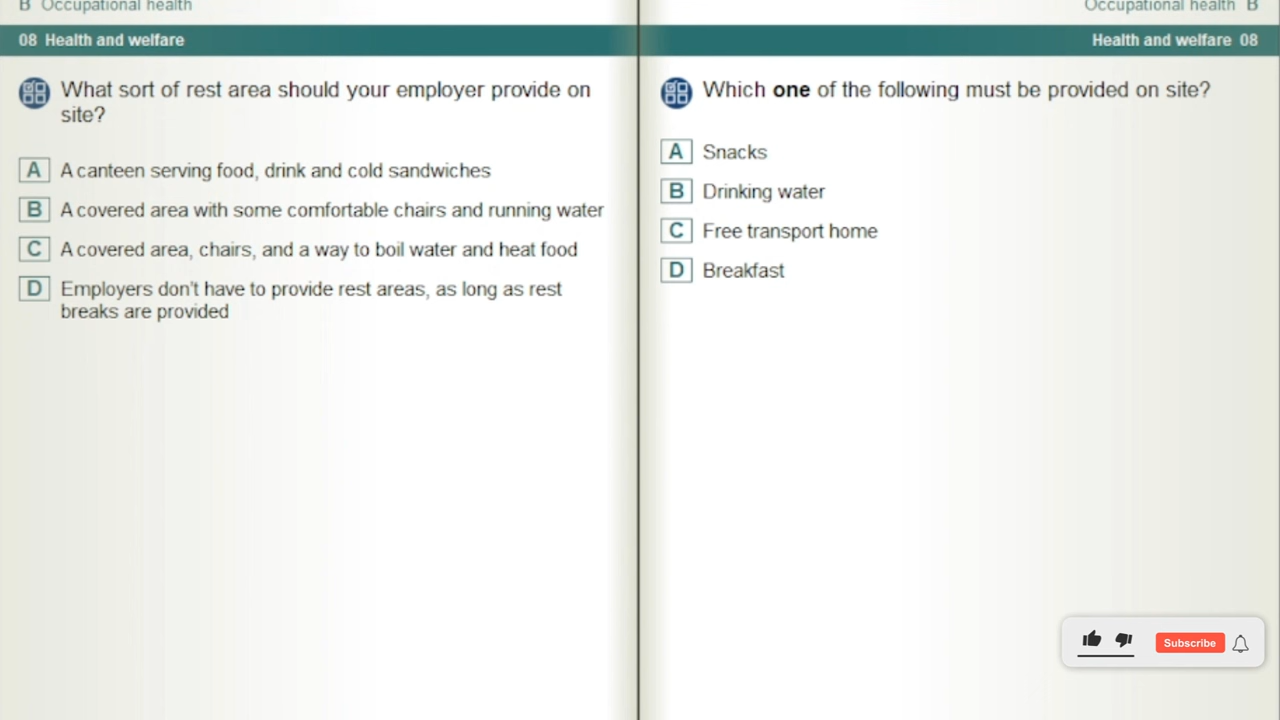 B Occupational health
08 Health and welfare
What sort of rest area should your employer provide on
site?
A A canteen serving food, drink and cold sandwiches
B A covered area with some comfortable chairs and running water
C A covered area, chairs, and a way to boil water and heat food
D Employers don't have to provide rest areas, as long as rest
breaks are provided
Occupational health B
Health and welfare 08
Which one of the following must be provided on site?
A Snacks
B Drinking water
C Free transport home
D Breakfast
Subscribe